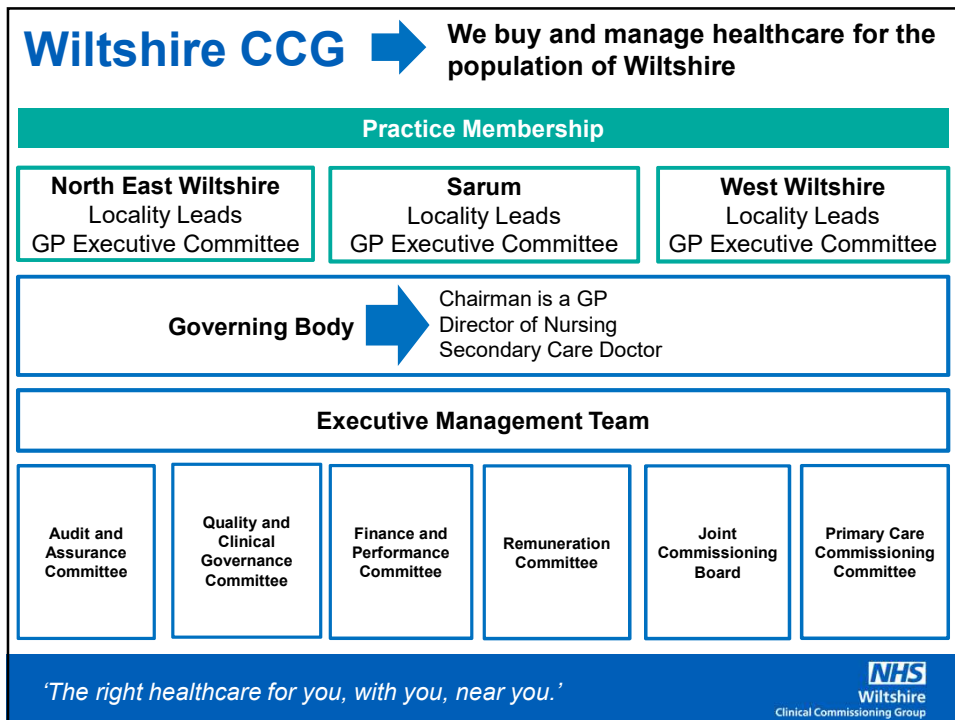 Wiltshire CCG
We buy and manage healthcare for the
population of Wiltshire
Practice Membership
North East Wiltshire
Locality Leads
GP Executive Committee
Sarum
Locality Leads
GP Executive Committee
West Wiltshire
Locality Leads
GP Executive Committee
Governing Body
Chairman is a GP
Director of Nursing
Secondary Care Doctor
Executive Management Team
Audit and
Assurance
Committee
Quality and
Clinical
Governance
Committee
Finance and
Performance
Committee
Remuneration
Committee
Joint
Commissioning
Board
Primary Care
Commissioning
Committee
‘The right healthcare for you, with you, near you.’
NHS
Wiltshire
Clinical Commissioning Group